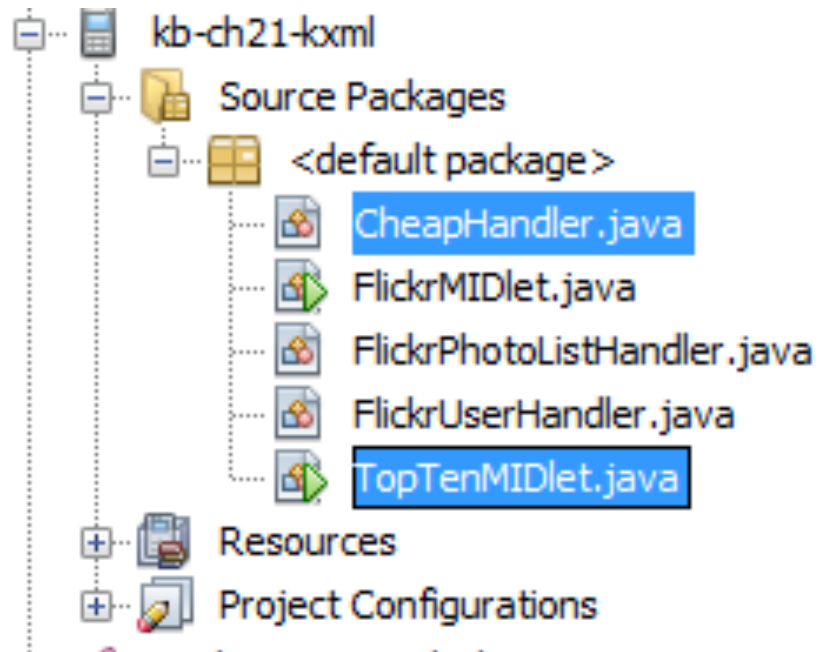 kb-ch21-kxml
Source Packages
<default package>
CheapHandler.java
FlickrMIDlet.java
FlickrPhotoListHandler.java
FlickrUserHandler.java
TopTenMIDlet.java
Resources
Project Configurations